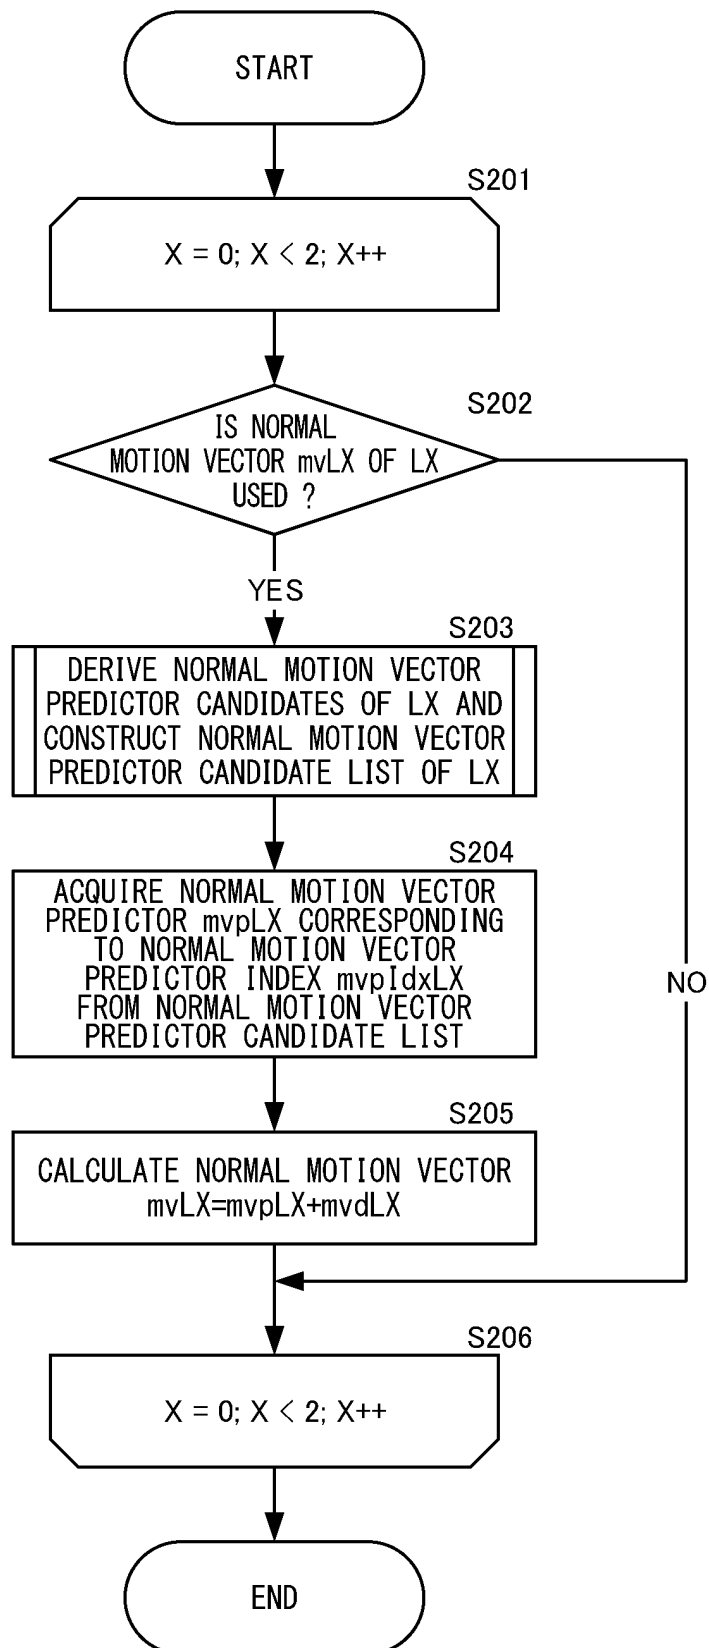 START
S201
X = 0; X < 2; X++
S202
IS NORMAL
MOTION VECTOR mvLX OF LX
USED ?
YES
S203
DERIVE NORMAL MOTION VECTOR
PREDICTOR CANDIDATES OF LX AND
CONSTRUCT NORMAL MOTION VECTOR
PREDICTOR CANDIDATE LIST OF LX
S204
ACQUIRE NORMAL MOTION VECTOR
PREDICTOR mvpLX CORRESPONDING
TO NORMAL MOTION VECTOR
PREDICTOR INDEX mvpIdxLX
FROM NORMAL MOTION VECTOR
PREDICTOR CANDIDATE LIST
NO
S205
CALCULATE NORMAL MOTION VECTOR
mvLX=mvpLX+mvdLX
S206
X = 0; X < 2; X++
END